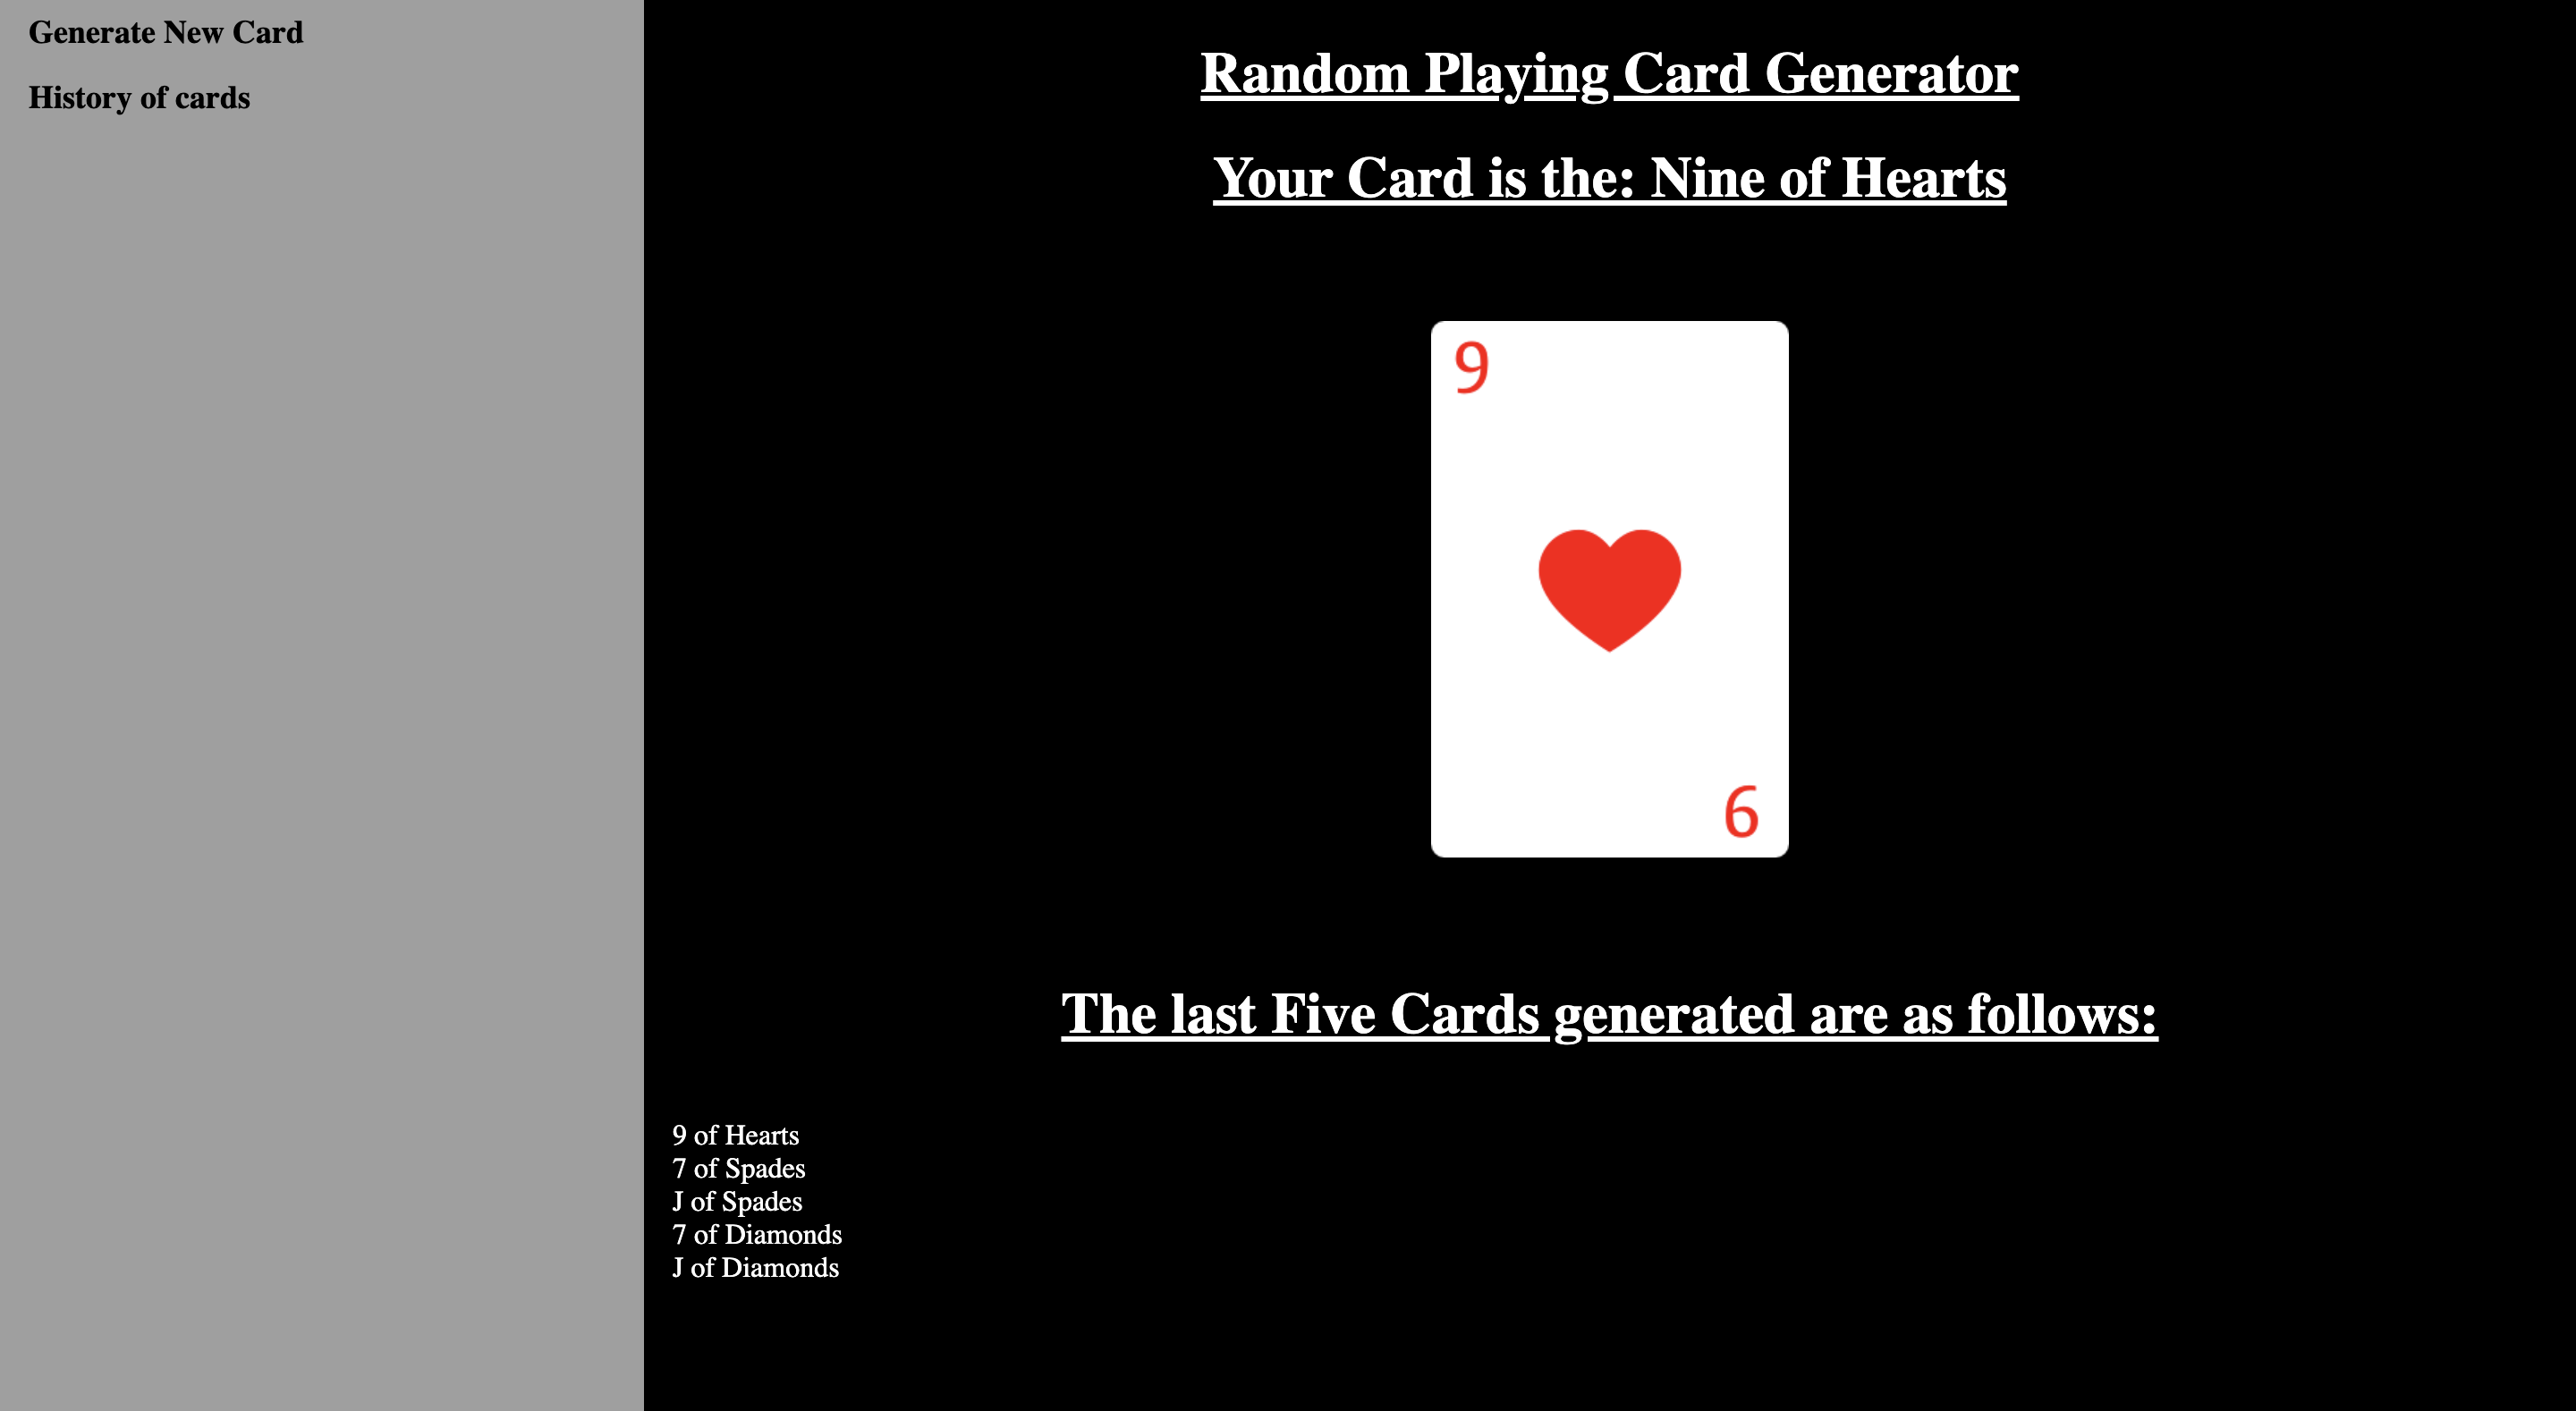 Generate New Card
History of cards
Random Playing Card Generator
Your Card is the: Nine of Hearts
9
9
The last Five Cards generated are as follows:
9 of Hearts
7 of Spades
J of Spades
7 of Diamonds
J of Diamonds